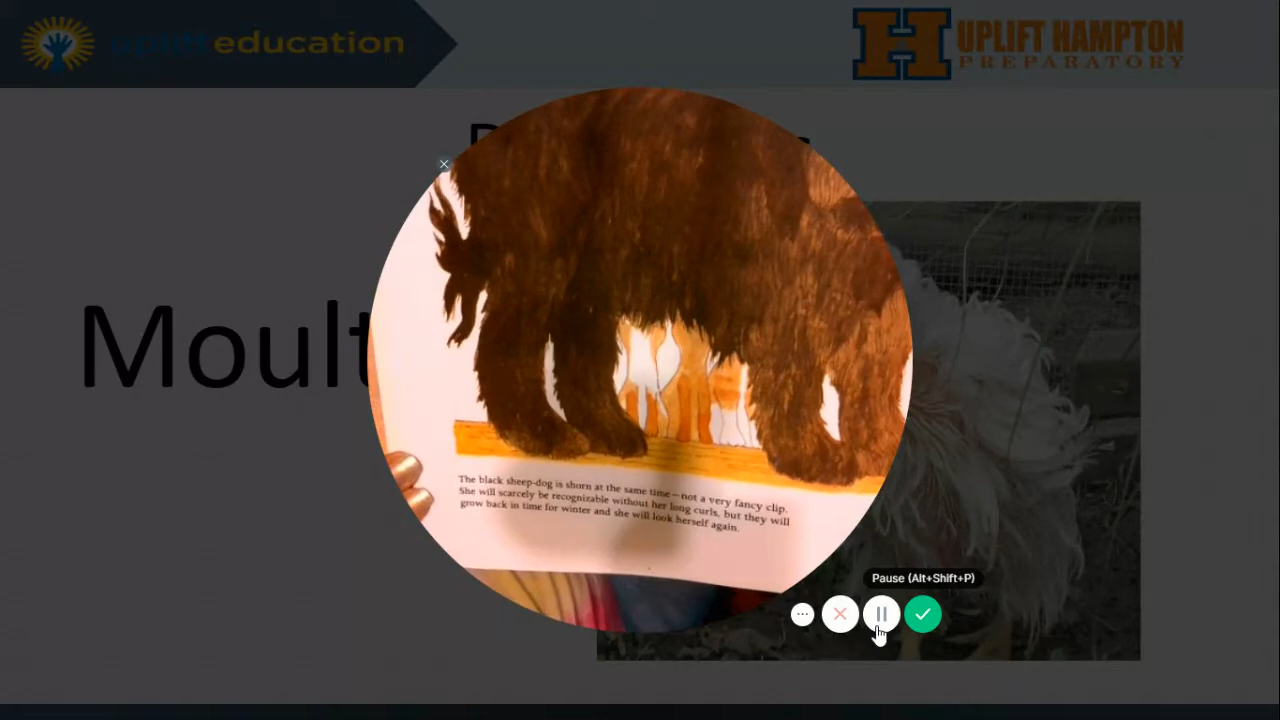 uplift education
UPLIFT HAMPTON
PREPARATORY
Moult
The black sheep-dog is shorn at the same time—not a very fancy clip.
She will scarcely be recognizable without her long curls, but they will
grow back in time for winter and she will look herself again.
Pause (Alt+Shift+P)